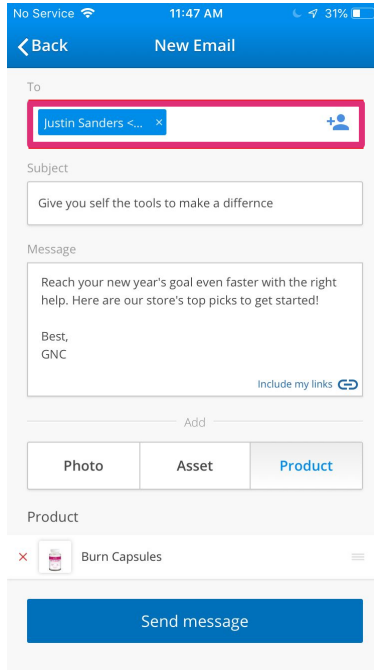 No Service 11:47 AM 31%
Back New Email
To
Justin Sanders <... ×
Subject
Give you self the tools to make a differnce
Message
Reach your new year's goal even faster with the right
help. Here are our store's top picks to get started!
Best,
GNC
Include my links
Add
Photo Asset Product
Product
× Burn Capsules
Send message